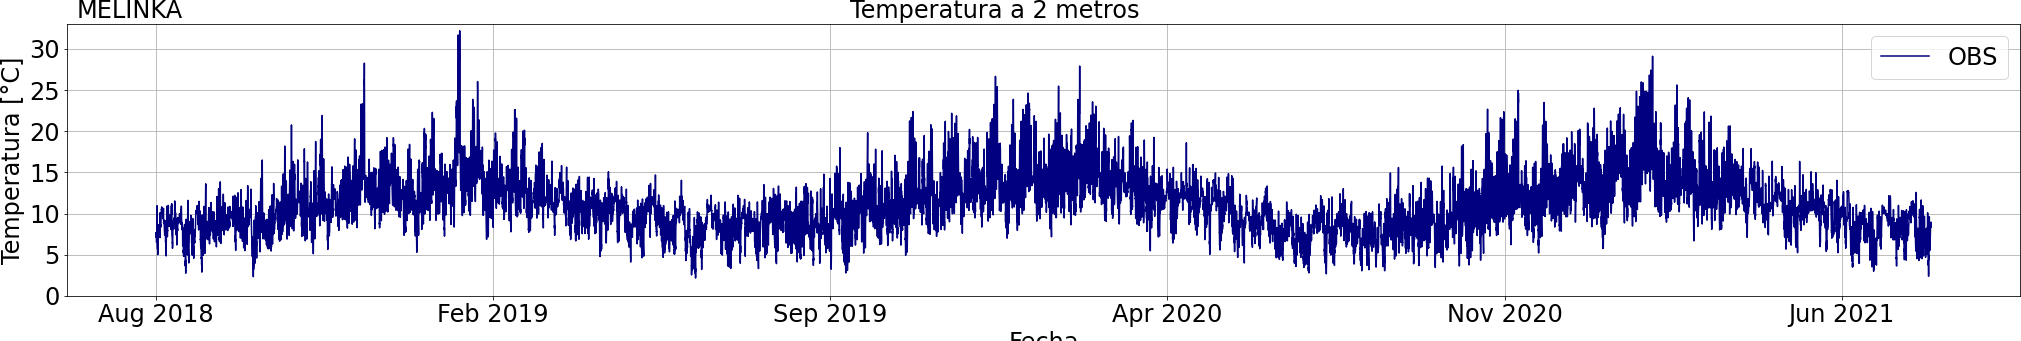 MELINKA
Temperatura a 2 metros
Temperatura [°C]
30
25
20
15
10
5
0
OBS
Aug 2018 Feb 2019 Sep 2019 Apr 2020 Nov 2020 Jun 2021
Fecha